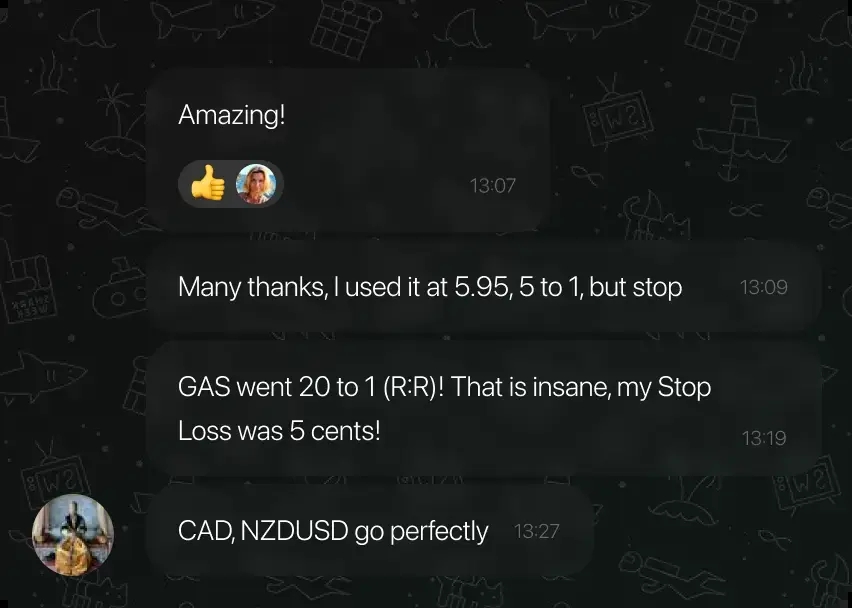 Amazing!
13:07
Many thanks, I used it at 5.95, 5 to 1, but stop
13:09
GAS went 20 to 1 (R:R)! That is insane, my Stop
Loss was 5 cents!
13:19
CAD, NZDUSD go perfectly
13:27